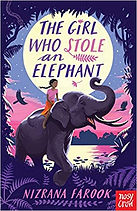 THE GIRL
WHO STOLE
an
ELEPHANT
NIZRANA FAROOK
nosy
crow